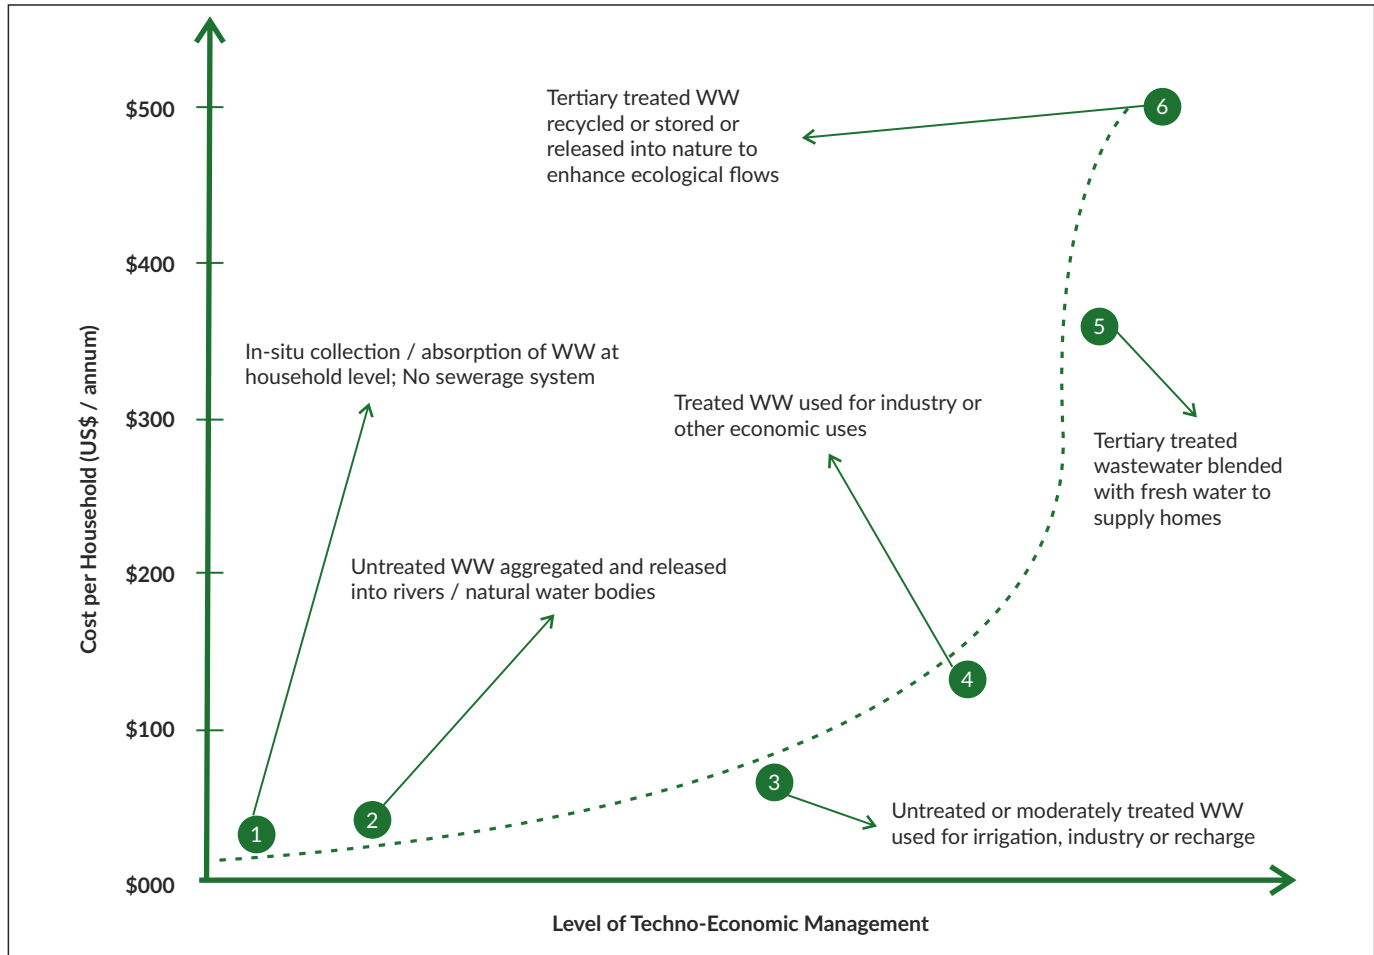 Tertiary treated WW
recycled or stored or
released into nature to
enhance ecological flows
6
$500
$400
5
In-situ collection / absorption of WW at
household level; No sewerage system
Treated WW used for industry or
other economic uses
$300
Tertiary treated
wastewater blended
with fresh water to
supply homes
Cost per Household (US$ / annum)
Untreated WW aggregated and released
into rivers / natural water bodies
$200
4
$100
3
Untreated or moderately treated WW
used for irrigation, industry or recharge
2
1
$000
Level of Techno-Economic Management